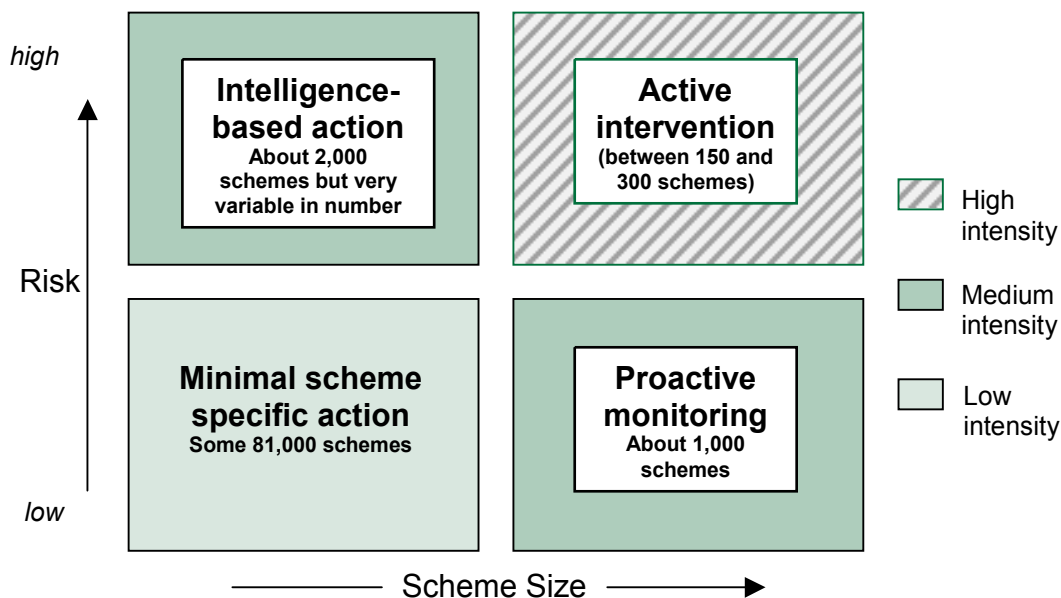 high
Intelligence-
based action
About 2,000
schemes but very
variable in number
Active
intervention
(between 150 and
300 schemes)
High
intensity
Risk
Medium
intensity
Minimal scheme
specific action
Some 81,000 schemes
Proactive
monitoring
About 1,000
schemes
Low
intensity
low
Scheme Size